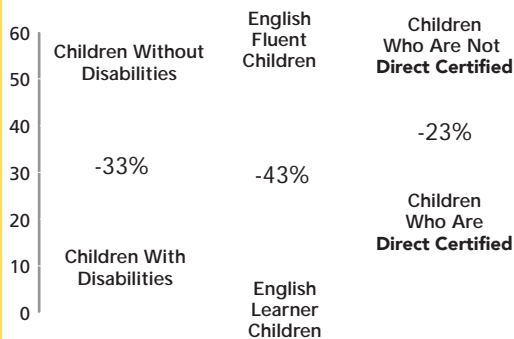 60
50
40
30
20
10
0
Children Without
Disabilities
-33%
Children With
Disabilities
English
Fluent
Children
-43%
English
Learner
Children
Children
Who Are Not
Direct Certified
-23%
Children
Who Are
Direct Certified